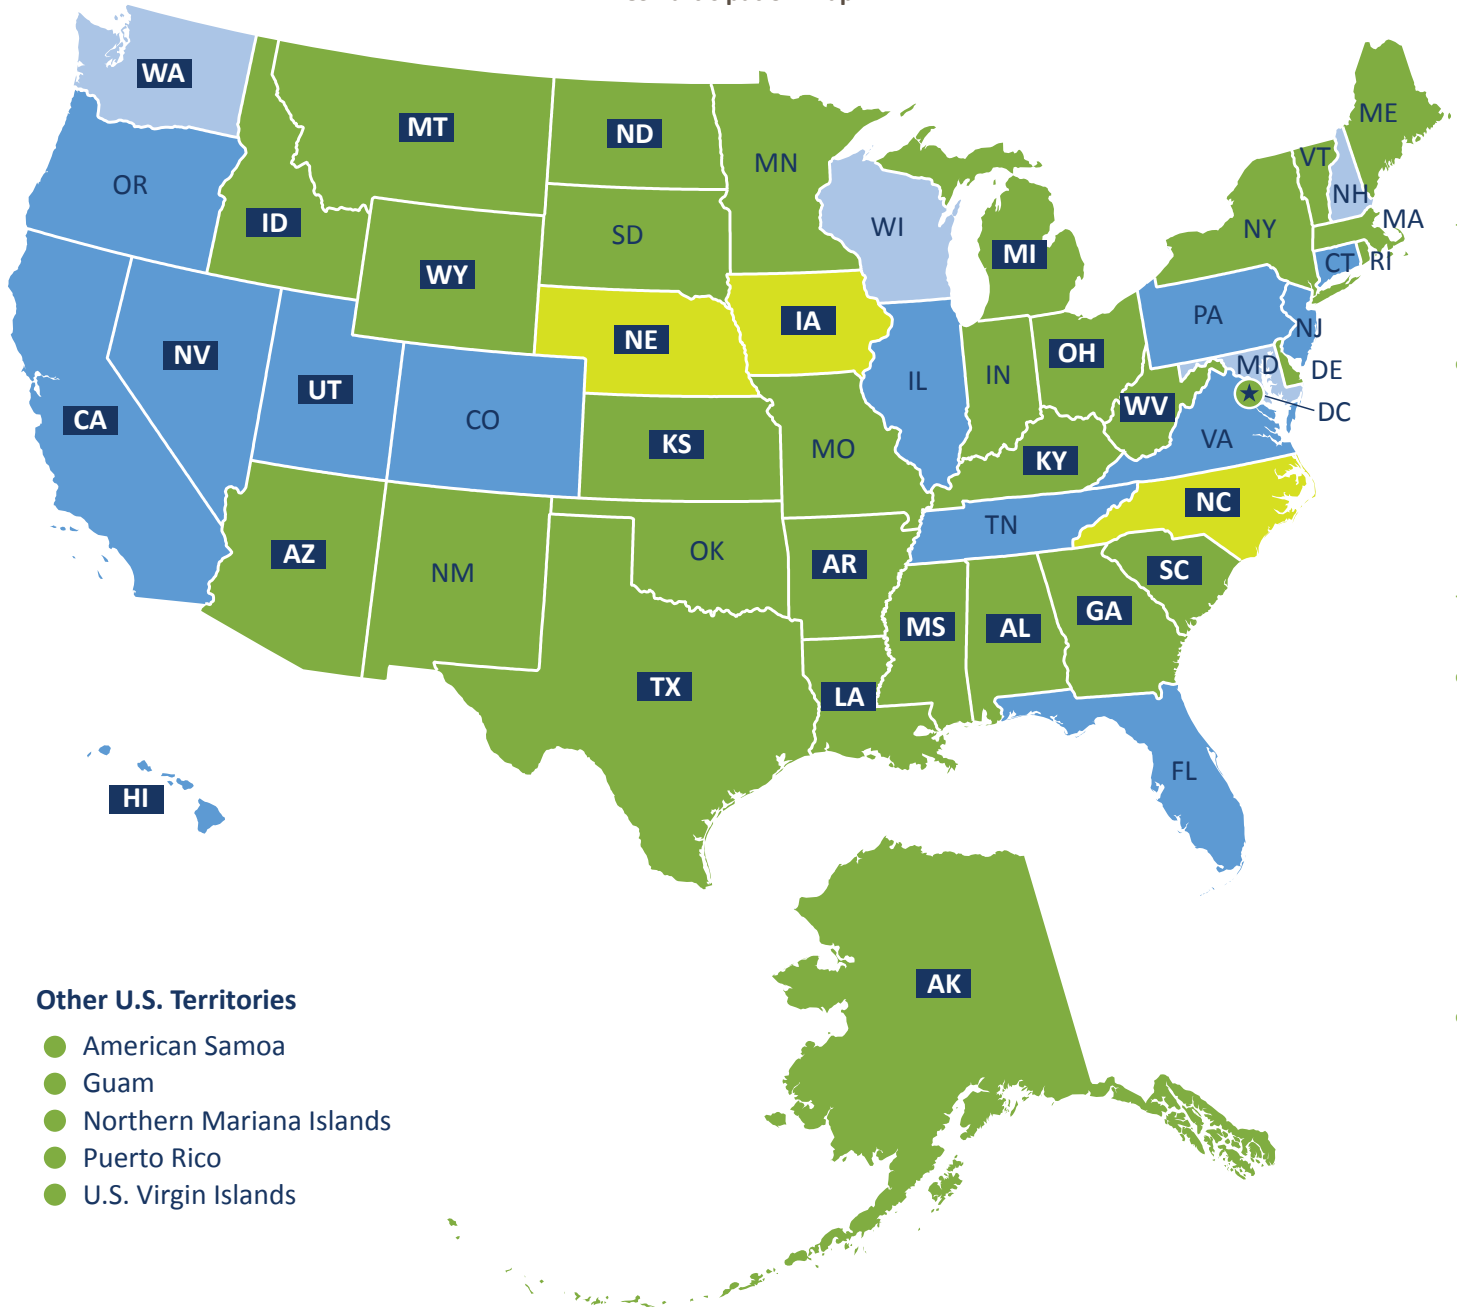 WA
MT
ND
MN
ME
VT
NH
OR
ID
SD
WI
MI
NY
MA
WY
CT
RI
NE
IA
PA
NJ
NV
UT
CO
IL
IN
OH
MD
DE
CA
KS
MO
WV
DC
KY
VA
NC
AZ
NM
OK
AR
TN
SC
MS
AL
GA
TX
LA
FL
HI
AK
Other U.S. Territories
American Samoa
Guam
Northern Mariana Islands
Puerto Rico
U.S. Virgin Islands